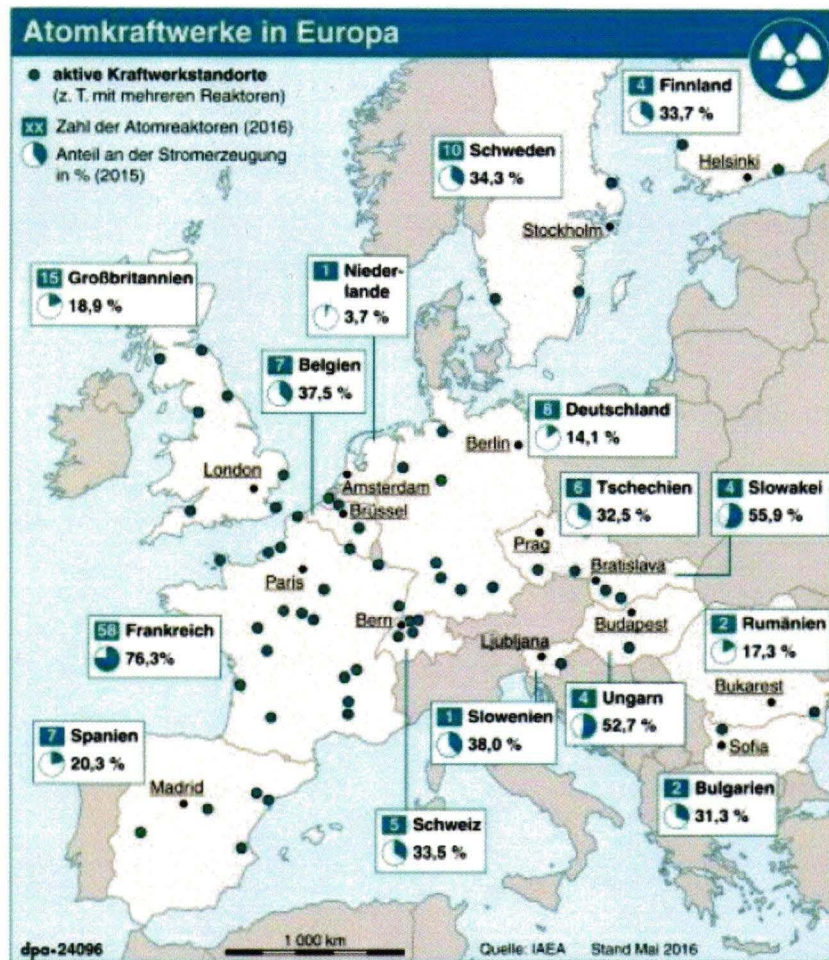 Atomkraftwerke in Europa
aktive Kraftwerkstandorte
(z. T. mit mehreren Reaktoren)
xx Zahl der Atomreaktoren (2016)
Anteil an der Stromerzeugung
in % (2015)
4 Finnland
33,7 %
Helsinki
10 Schweden
34,3 %
Stockholm
15 Großbritannien
18,9 %
1 Nieder-
lande
3,7 %
7 Belgien
37,5 %
8 Deutschland
14,1 %
Berlin
London
Amsterdam
Brüssel
6 Tschechien
32,5 %
4 Slowakei
55,9 %
Prag
Bratislava
Paris
Bern
Budapest
Ljubljana
58 Frankreich
76,3%
2 Rumänien
17,3 %
Bukarest
7 Spanien
20,3 %
1 Slowenien
38,0 %
4 Ungarn
52,7 %
Sofia
Madrid
5 Schweiz
33,5 %
2 Bulgarien
31,3 %
dpa•24096
1 000 km
Quelle: IAEA Stand Mai 2016